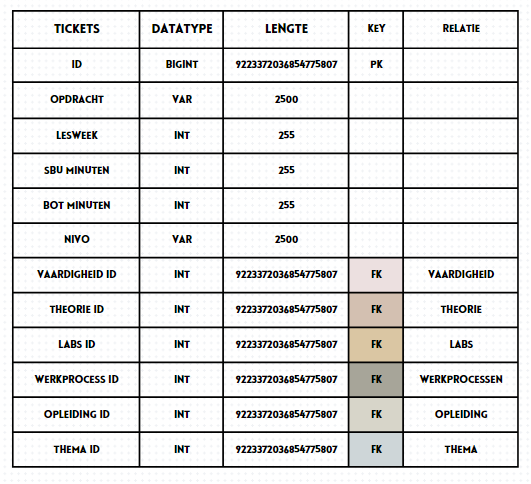 TICKETS DATATYPE LENGTE KEY RELATIE
ID BIGINT 9223372036854775807 PK
OPDRACHT VAR 2500
LESWEEK INT 255
SBU MINUTEN INT 255
BOT MINUTEN INT 255
NIVO VAR 2500
VAARDIGHEID ID INT 9223372036854775807 FK VAARDIGHEID
THEORIE ID INT 9223372036854775807 FK THEORIE
LABS ID INT 9223372036854775807 FK LABS
WERKPROCESS ID INT 9223372036854775807 FK WERKPROCESSEN
OPLEIDING ID INT 9223372036854775807 FK OPLEIDING
THEMA ID INT 9223372036854775807 FK THEMA